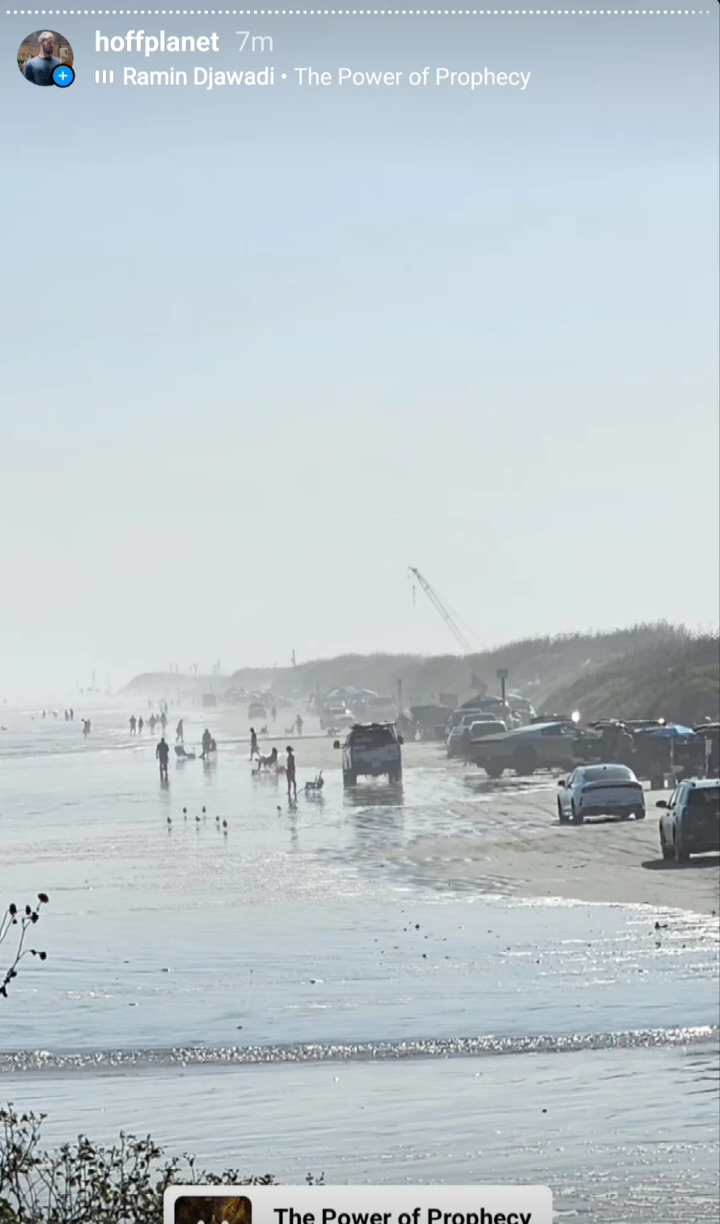 hoffplanet 7m
Ramin Djawadi • The Power of Prophecy
The Power of Prophecy